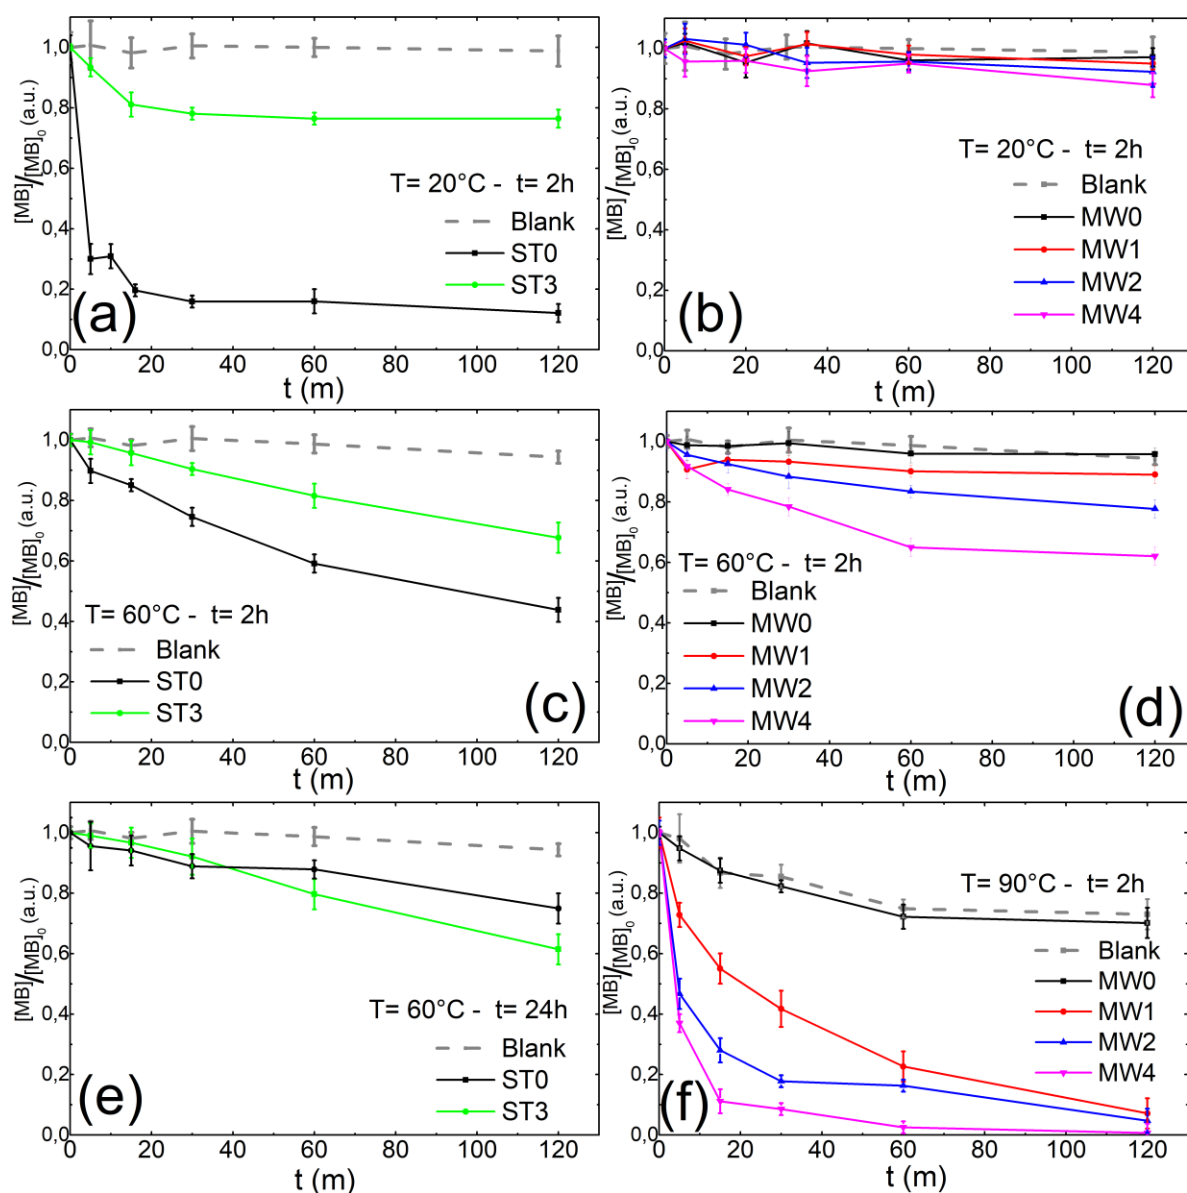 1,0
0,8
0,6
0,4
0,2
0,0
[MB]/[MB]0 (a.u.)
T= 20°C - t= 2h
Blank
ST0
ST3
(a)
0 20 40 60 80 100 120
t (m)
1,0
0,8
0,6
0,4
0,2
0,0
[MB]/[MB]0 (a.u.)
T= 20°C - t= 2h
Blank
MW0
MW1
MW2
MW4
(b)
0 20 40 60 80 100 120
t (m)
1,0
0,8
0,6
0,4
0,2
0,0
[MB]/[MB]0 (a.u.)
T= 60°C - t= 2h
Blank
ST0
ST3
(c)
0 20 40 60 80 100 120
t (m)
1,0
0,8
0,6
0,4
0,2
0,0
[MB]/[MB]0 (a.u.)
T= 60°C - t= 2h
Blank
MW0
MW1
MW2
MW4
(d)
0 20 40 60 80 100 120
t (m)
1,0
0,8
0,6
0,4
0,2
0,0
[MB]/[MB]0 (a.u.)
T= 60°C - t= 24h
Blank
ST0
ST3
(e)
0 20 40 60 80 100 120
t (m)
1,0
0,8
0,6
0,4
0,2
0,0
[MB]/[MB]0 (a.u.)
T= 90°C - t= 2h
Blank
MW0
MW1
MW2
MW4
(f)
0 20 40 60 80 100 120
t (m)